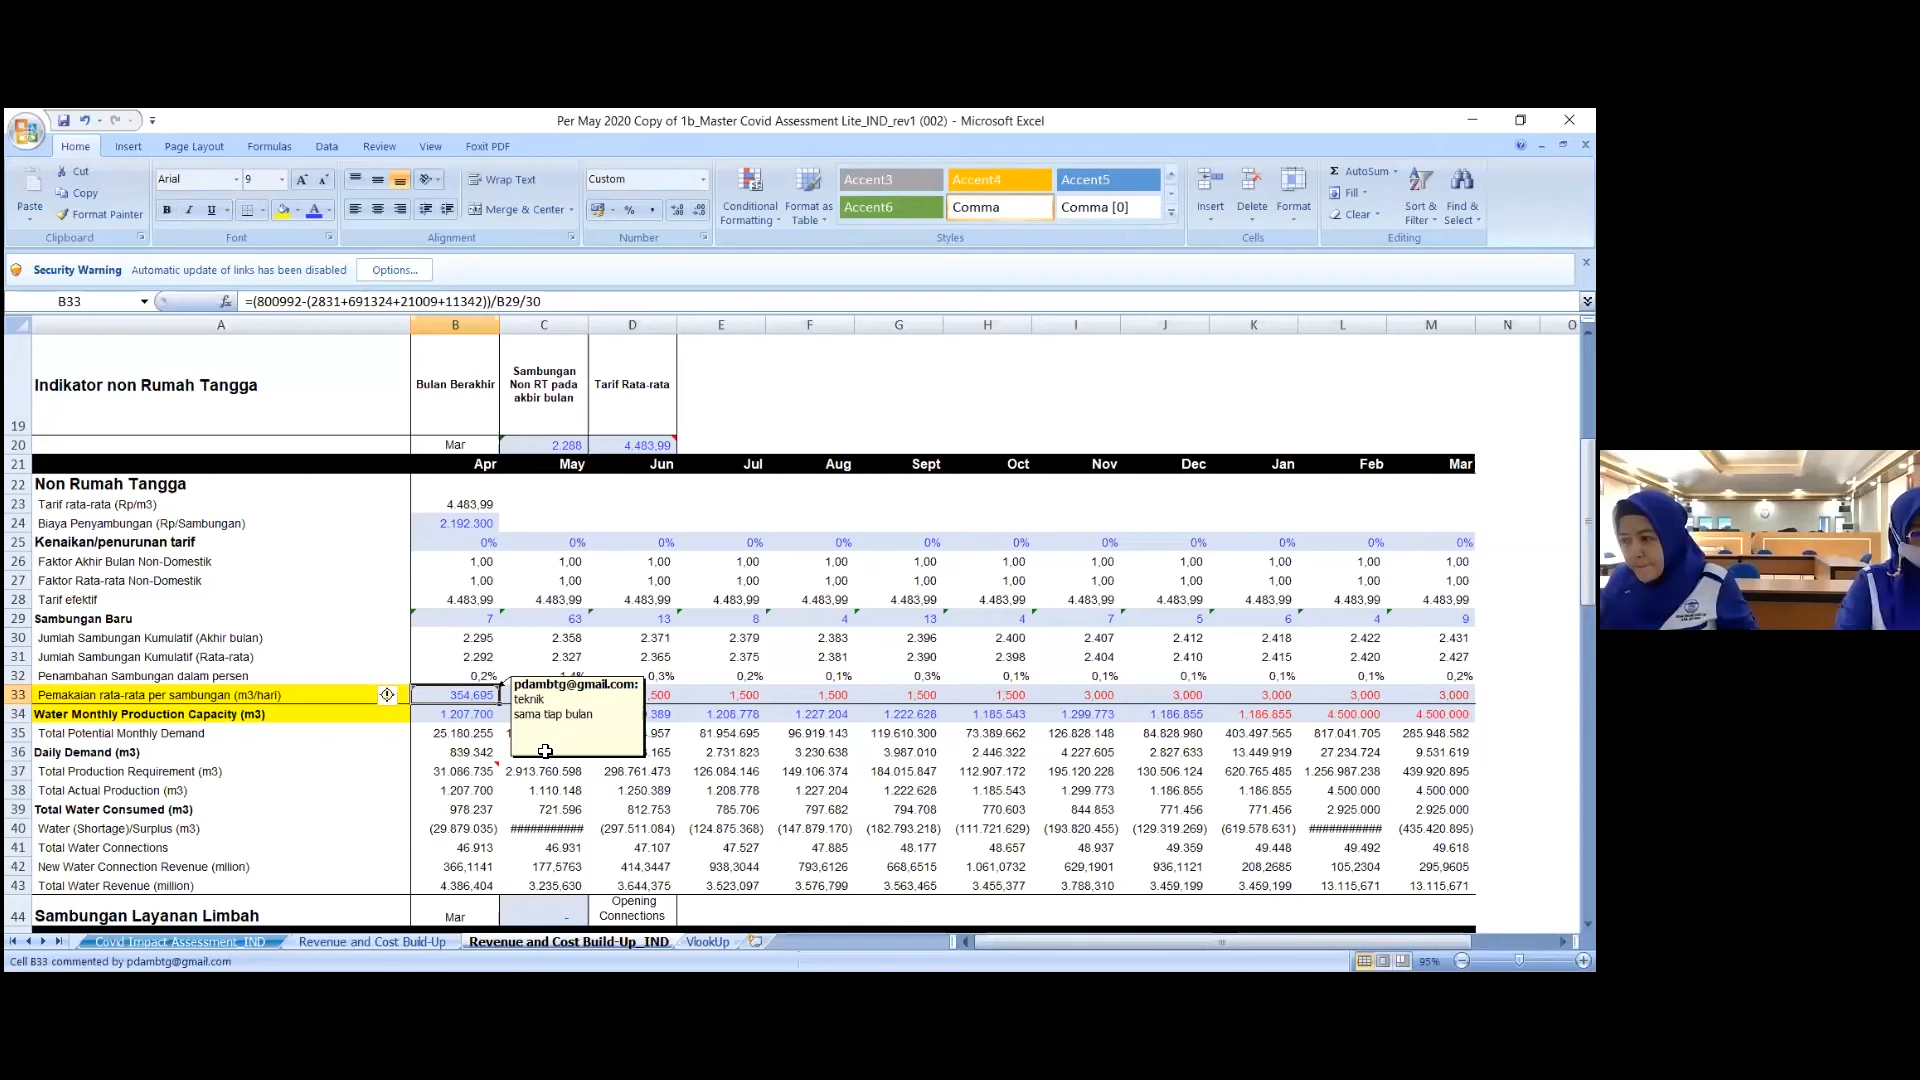 Per May 2020 Copy of 1b_Master Covid Assessment Lite_IND_rev1 (002) - Microsoft Excel
Home Insert Page Layout Formulas Data Review View Foxit PDF
Cut
Copy
Format Painter
Paste
Clipboard
Arial 9
Font
Wrap Text
Merge & Center
Alignment
Custom
Number
Conditional Formatting
Format as Table
Accent3 Accent4 Accent5
Accent6 Comma Comma [0]
Styles
Insert Delete Format
Cells
AutoSum
Fill
Clear
Sort & Filter
Find & Select
Editing
Security Warning Automatic update of links has been disabled Options...
B33 fx =(800992-(2831+691324+21009+11342))/B29/30
A B C D E F G H I J K L M N O
19 Indikator non Rumah Tangga Bulan Berakhir Sambungan Non RT pada akbir bulan Tarif Rata-rata
20 Mar 2.288 4.483,99
21 Apr May Jun Jul Aug Sept Oct Nov Dec Jan Feb Mar
22 Non Rumah Tangga
23 Tarif rata-rata (Rp/m3) 4.483,99
24 Biaya Penyambungan (Rp/Sambungan) 2.192.300
25 Kenaikan/penurunan tarif 0% 0% 0% 0% 0% 0% 0% 0% 0% 0% 0% 0%
26 Faktor Akhir Bulan Non-Domestik 1,00 1,00 1,00 1,00 1,00 1,00 1,00 1,00 1,00 1,00 1,00 1,00
27 Faktor Rata-rata Non-Domestik 1,00 1,00 1,00 1,00 1,00 1,00 1,00 1,00 1,00 1,00 1,00 1,00
28 Tarif efektif 4.483,99 4.483,99 4.483,99 4.483,99 4.483,99 4.483,99 4.483,99 4.483,99 4.483,99 4.483,99 4.483,99 4.483,99
29 Sambungan Baru 7 63 13 8 4 13 4 7 5 6 4 9
30 Jumlah Sambungan Kumulatif (Akhir bulan) 2.295 2.358 2.371 2.379 2.383 2.396 2.400 2.407 2.412 2.418 2.422 2.431
31 Jumlah Sambungan Kumulatif (Rata-rata) 2.292 2.327 2.365 2.375 2.381 2.390 2.398 2.404 2.410 2.415 2.420 2.427
32 Penambahan Sambungan dalam persen 0,2% 0,3% 0,2% 0,1% 0,3% 0,1% 0,1% 0,1% 0,1% 0,1% 0,2%
33 Pemakaian rata-rata per sambungan (m3/hari) 354,695 ,500 1,500 1,500 1,500 1,500 3,000 3,000 3,000 3,000 3,000
34 Water Monthly Production Capacity (m3) 1.207.700 .389 1.208.778 1.227.204 1.222.628 1.185.543 1.299.773 1.186.855 1.186.855 4.500.000 4.500.000
35 Total Potential Monthly Demand 25.180.255 .957 81.954.695 96.919.143 119.610.300 73.389.662 126.828.148 84.828.980 403.497.565 817.041.705 285.948.582
36 Daily Demand (m3) 839.342 .165 2.731.823 3.230.638 3.987.010 2.446.322 4.227.605 2.827.633 13.449.919 27.234.724 9.531.619
pdambtg@gmail.com:
teknik
sama tiap bulan
37 Total Production Requirement (m3) 31.086.735 2.913.760.598 298.761.473 126.084.146 149.106.374 184.015.847 112.907.172 195.120.228 130.506.124 620.765.485 1.256.987.238 439.920.895
38 Total Actual Production (m3) 1.207.700 1.110.148 1.250.389 1.208.778 1.227.204 1.222.628 1.185.543 1.299.773 1.186.855 1.186.855 4.500.000 4.500.000
39 Total Water Consumed (m3) 978.237 721.596 812.753 785.706 797.682 794.708 770.603 844.853 771.456 771.456 2.925.000 2.925.000
40 Water (Shortage)/Surplus (m3) (29.879.035) ########### (297.511.084) (124.875.368) (147.879.170) (182.793.218) (111.721.629) (193.820.455) (129.319.269) (619.578.631) ########### (435.420.895)
41 Total Water Connections 46.913 46.931 47.107 47.527 47.885 48.177 48.657 48.937 49.359 49.448 49.492 49.618
42 New Water Connection Revenue (milion) 366,1141 177,5763 414,3447 938,3044 793,6126 668,6515 1.061,0732 629,1901 936,1121 208,2685 105,2304 295,9605
43 Total Water Revenue (million) 4.386,404 3.235,630 3.644,375 3.523,097 3.576,799 3.563,465 3.455,377 3.788,310 3.459,199 3.459,199 13.115,671 13.115,671
44 Sambungan Layanan Limbah Mar - Opening Connections
Covid Impact Assessment_IND Revenue and Cost Build-Up Revenue and Cost Build-Up_IND VlookUp
Cell B33 commented by pdambtg@gmail.com 95%